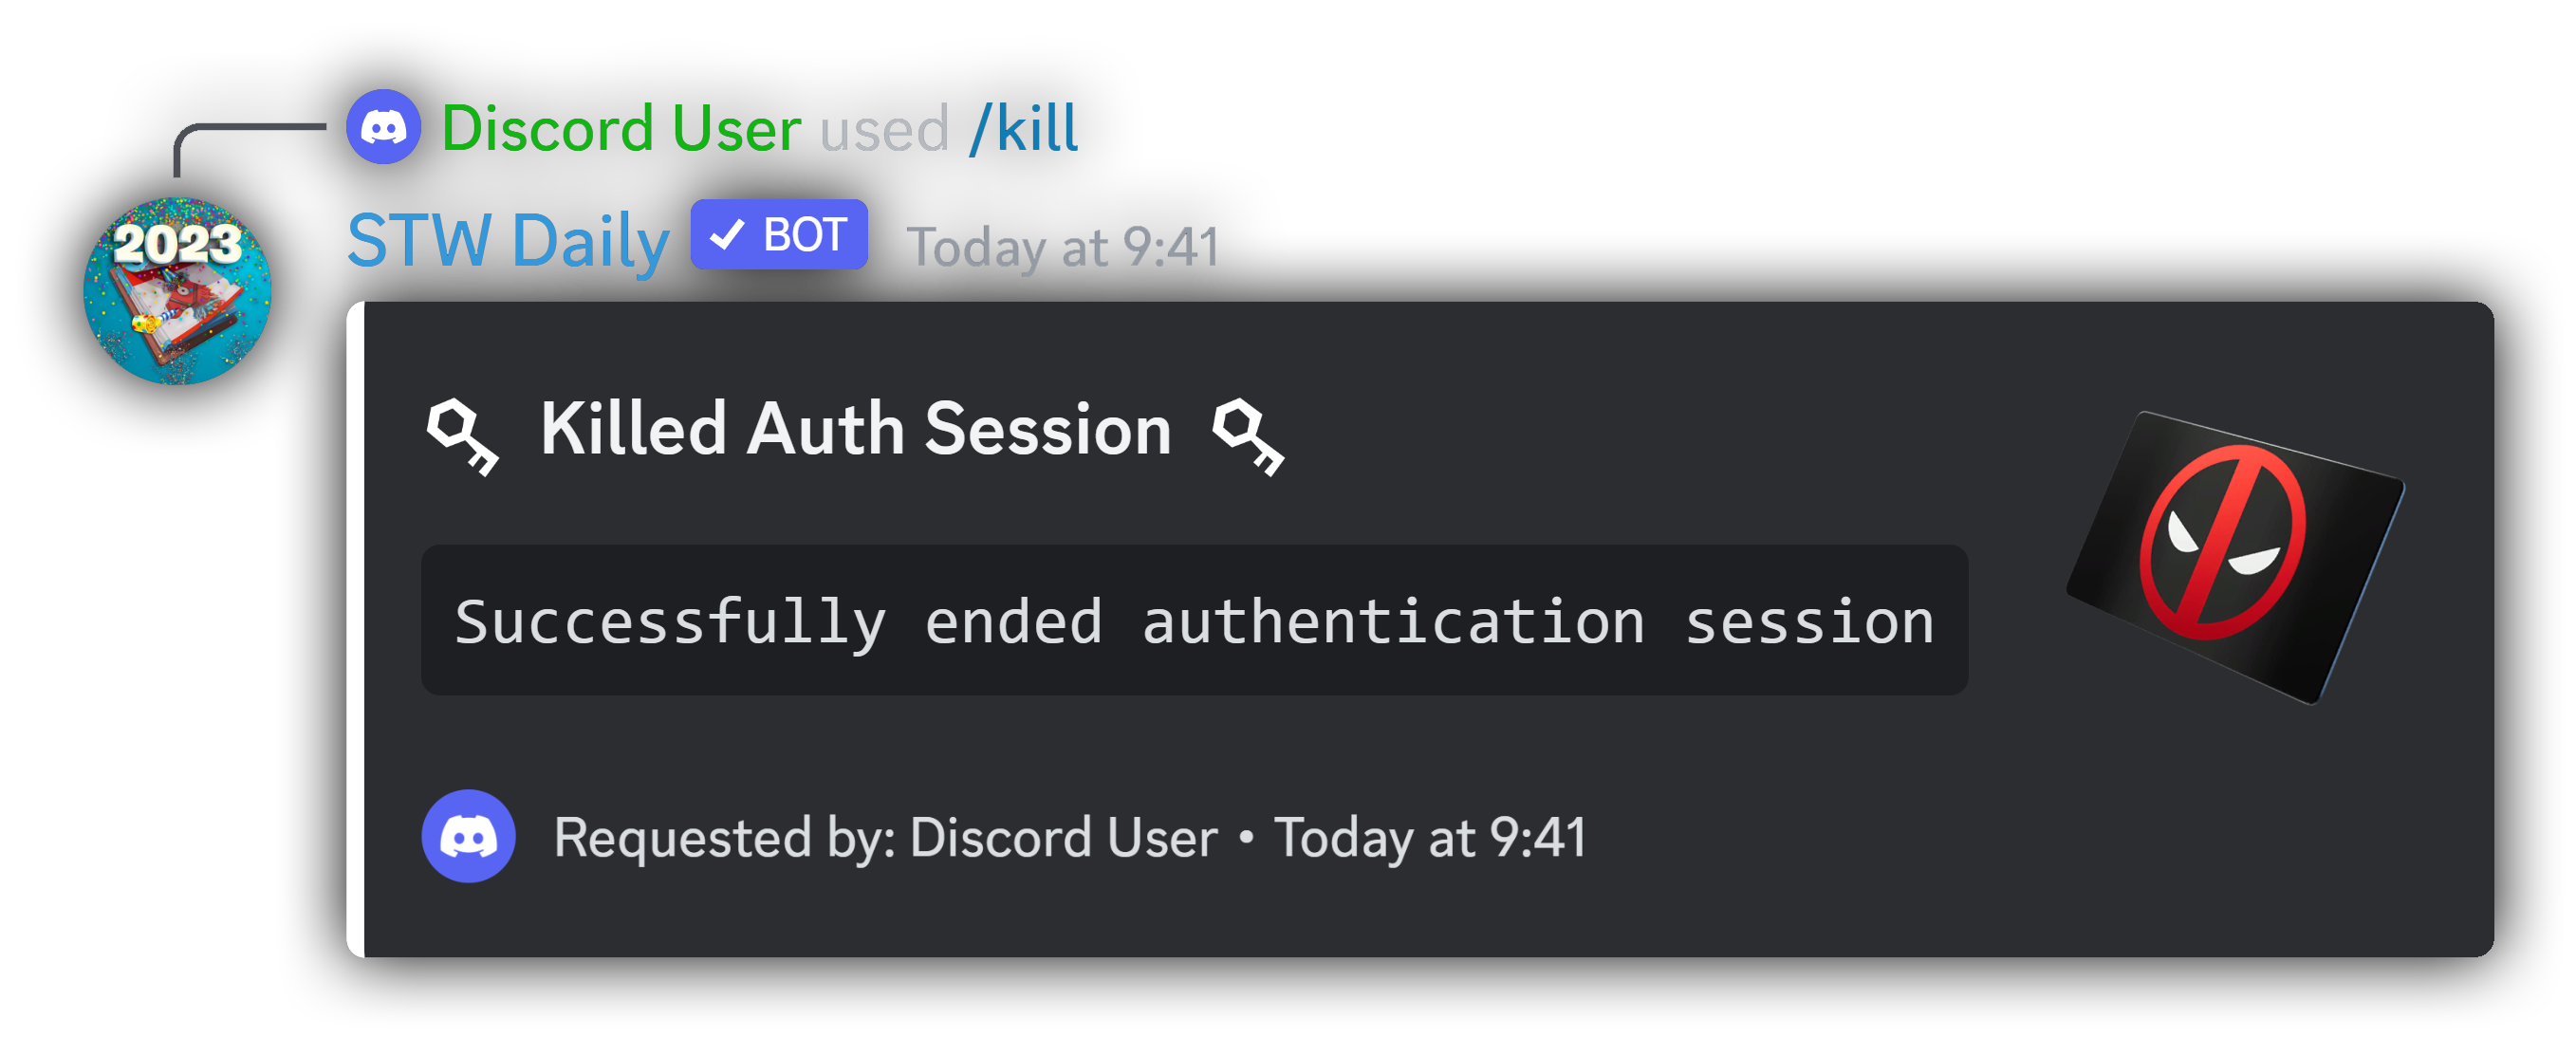 Discord User used /kill
STW Daily BOT Today at 9:41
2023
Killed Auth Session
Successfully ended authentication session
Requested by: Discord User • Today at 9:41